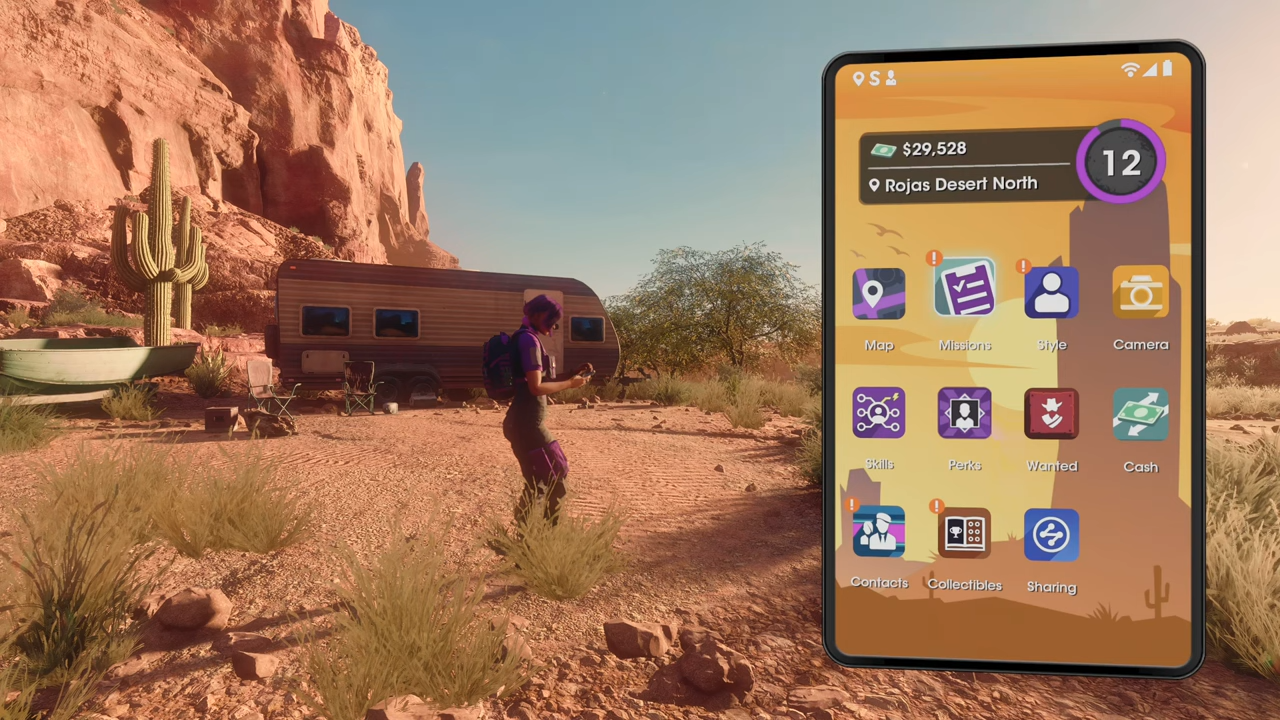 S
$29,528
12
Rojas Desert North
Map
Missions
Style
Camera
Skills
Perks
Wanted
Cash
Contacts
Collectibles
Sharing